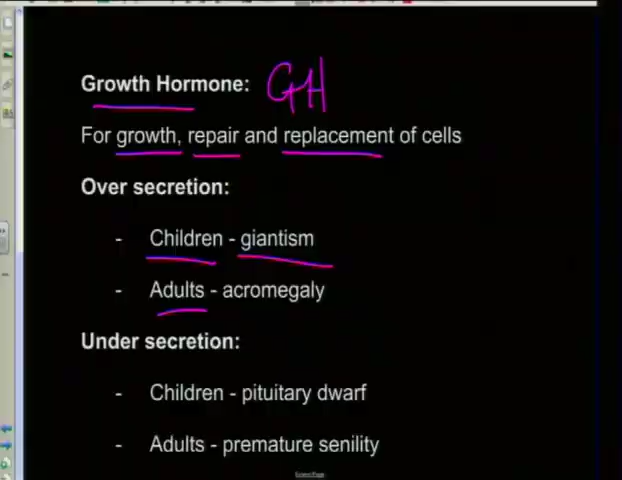 Growth Hormone: GH
For growth, repair and replacement of cells
Over secretion:
- Children - giantism
- Adults - acromegaly
Under secretion:
- Children - pituitary dwarf
- Adults - premature senility